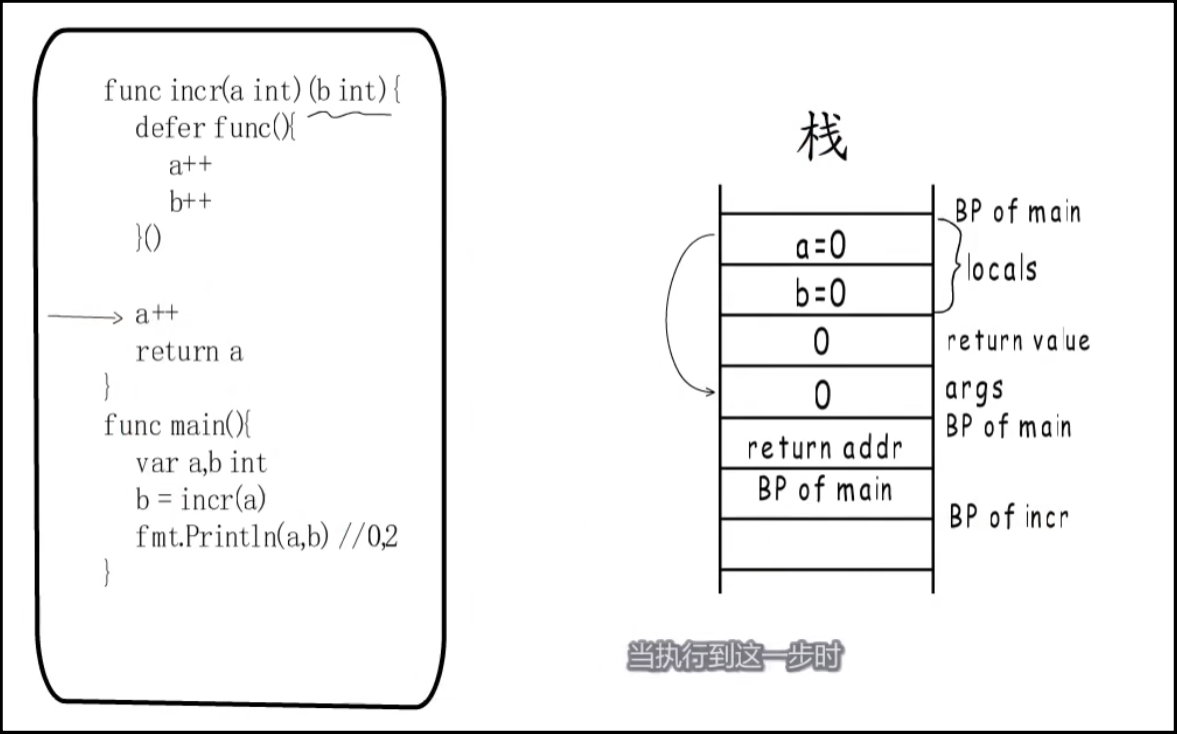 func incr(a int) (b int){
defer func(){
a++
b++
}()
a++
return a
}
func main(){
var a,b int
b = incr(a)
fmt.Println(a,b) //0,2
}
栈
BP of main
a=0
locals
b=0
0
return value
0
args
BP of main
return addr
BP of main
BP of incr
当执行到这一步时